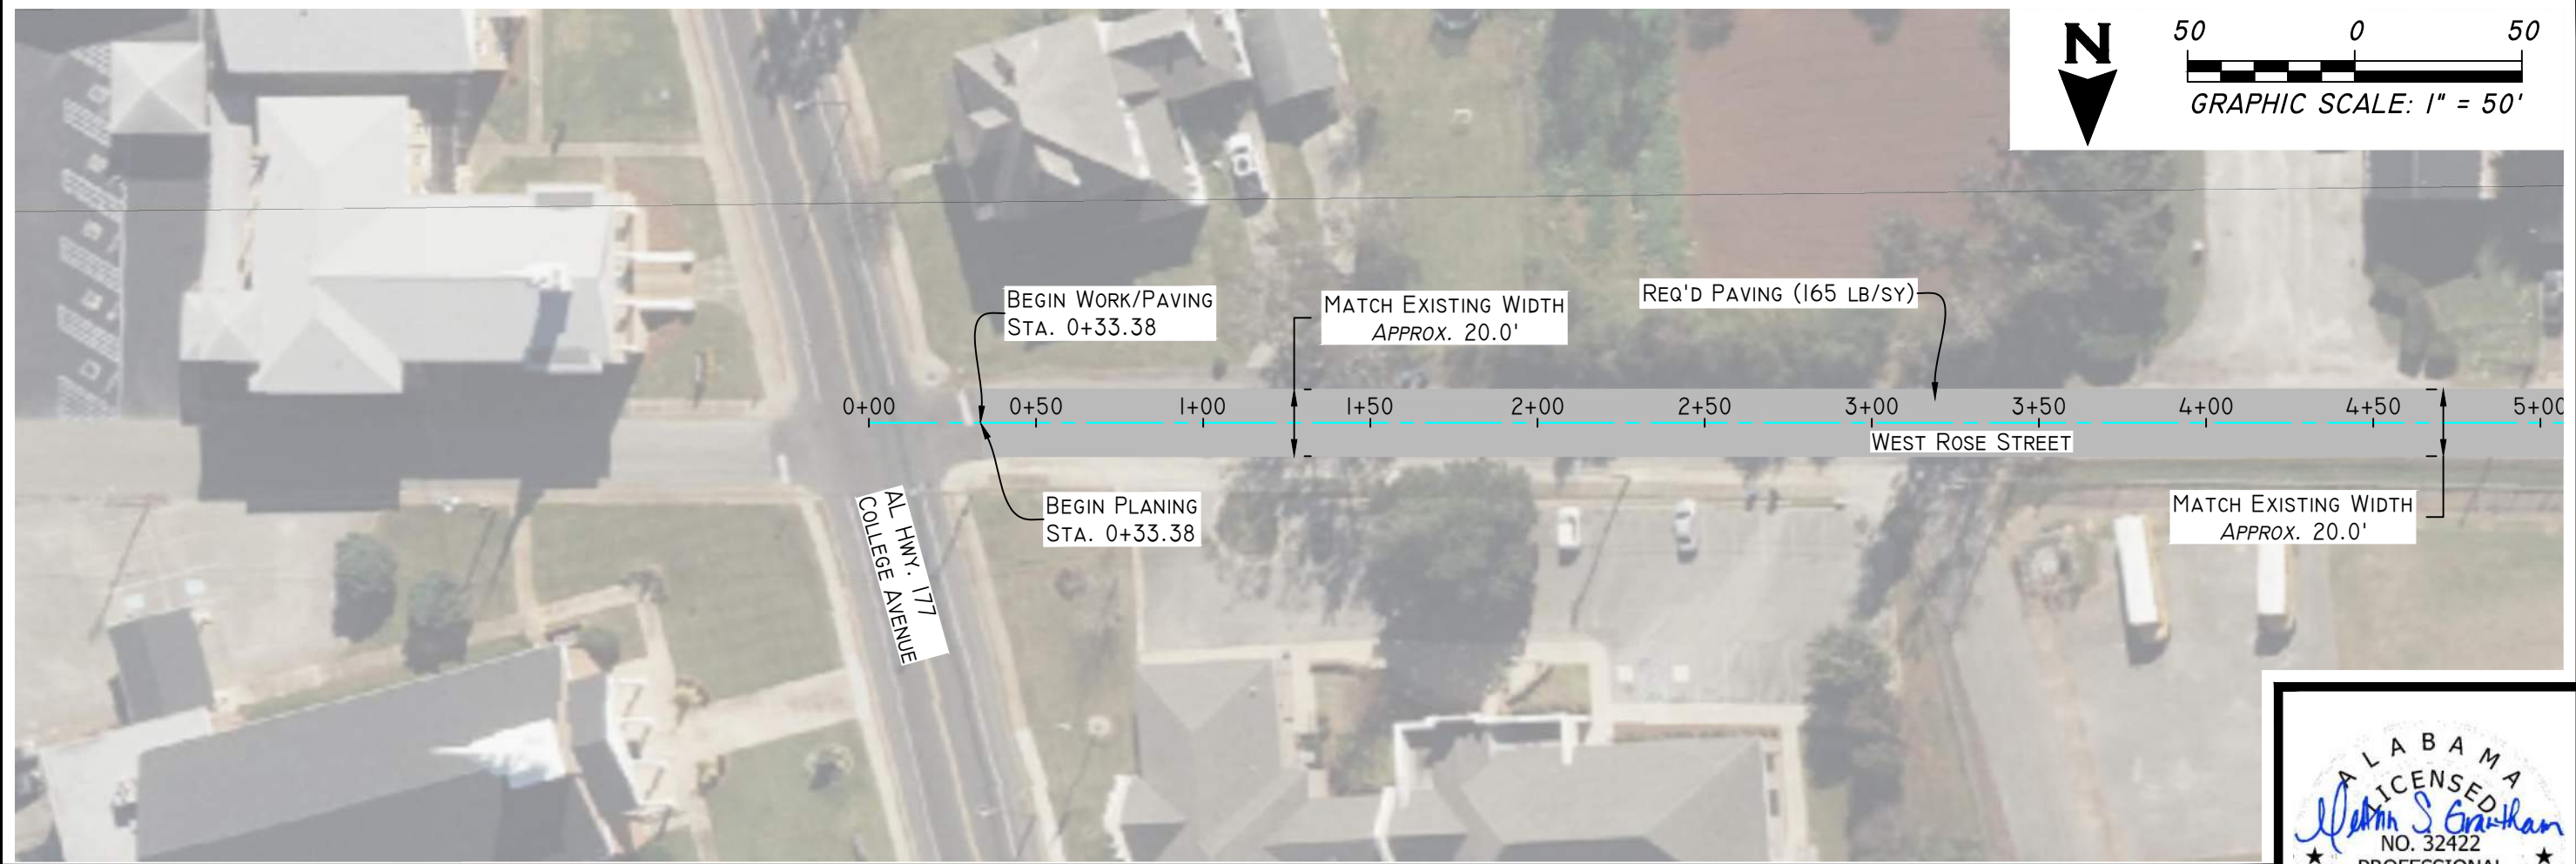 N
50 0 50
GRAPHIC SCALE: 1" = 50'
BEGIN WORK/PAVING
STA. 0+33.38
MATCH EXISTING WIDTH
APPROX. 20.0'
REQ'D PAVING (165 LB/SY)
0+00 0+50 1+00 1+50 2+00 2+50 3+00 3+50 4+00 4+50 5+00
WEST ROSE STREET
BEGIN PLANING
STA. 0+33.38
AL HWY. 177
COLLEGE AVENUE
MATCH EXISTING WIDTH
APPROX. 20.0'
ALABAMA
LICENSED
NO. 32422
PROFESSIONAL